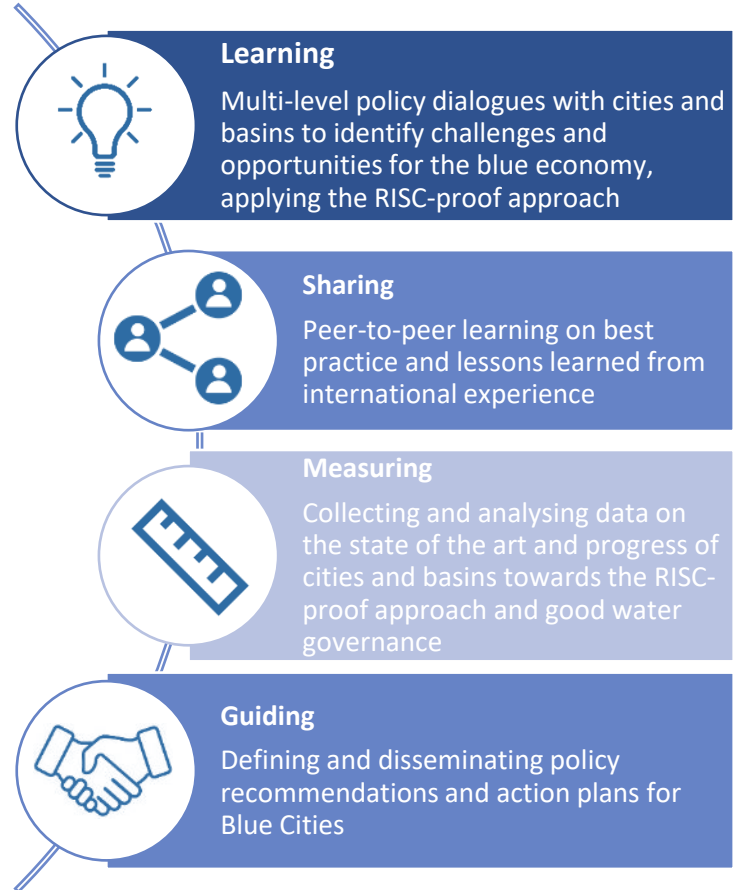 Learning
Multi-level policy dialogues with cities and
basins to identify challenges and
opportunities for the blue economy,
applying the RISC-proof approach
Sharing
Peer-to-peer learning on best
practice and lessons learned from
international experience
Measuring
Collecting and analysing data on
the state of the art and progress of
cities and basins towards the RISC-
proof approach and good water
governance
Guiding
Defining and disseminating policy
recommendations and action plans for
Blue Cities